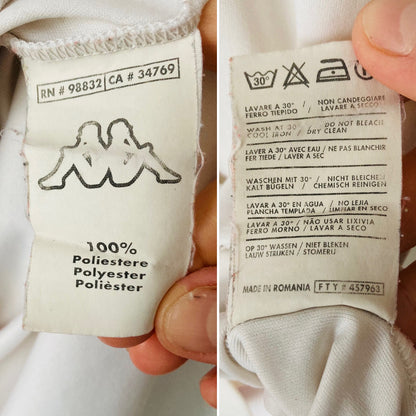 RN # 98832 CA # 34769
100%
Poliestere
Polyester
Polièster
30°
LAVARE A 30° / NON CANDEGGIARE
FERRO TIEPIDO / LAVARE A SECCO
WASH AT 30° / DO NOT BLEACH
COOL IRON / DRY CLEAN
LAVER A 30° AVEC EAU / NE PAS BLANCHIR
FER TIEDE / LAVER A SEC
WASCHEN MIT 30° / NICHT BLEICHEN
KALT BÜGELN / CHEMISCH REINIGEN
LAVAR A 30° EN AGUA / NO LEJIA
PLANCHA TEMPLADA / LIMPIAR EN SECO
LAVAR A 30° / NÃO USAR LIXIVIA
FERRO MORNO / LAVAR A SECO
OP 30° WASSEN / NIET BLEKEN
LAUW STRIJKEN / STOMERIJ
MADE IN ROMANIA FTY # 457963